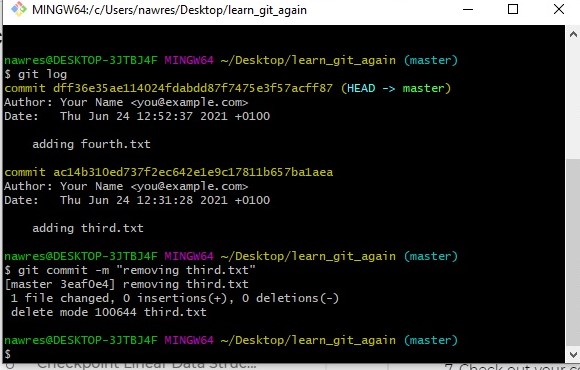 MINGW64:/c/Users/nawres/Desktop/learn_git_again
nawres@DESKTOP-3JTBJ4F MINGW64 ~/Desktop/learn_git_again (master)
$ git log
commit dff36e35ae114024fdabdd87f7475e3f57acff87 (HEAD -> master)
Author: Your Name <you@example.com>
Date:   Thu Jun 24 12:52:37 2021 +0100
adding fourth.txt
commit ac14b310ed737f2ec642e1e9c17811b657ba1aea
Author: Your Name <you@example.com>
Date:   Thu Jun 24 12:31:28 2021 +0100
adding third.txt
nawres@DESKTOP-3JTBJ4F MINGW64 ~/Desktop/learn_git_again (master)
$ git commit -m "removing third.txt"
[master 3eaf0e4] removing third.txt
1 file changed, 0 insertions(+), 0 deletions(-)
delete mode 100644 third.txt
nawres@DESKTOP-3JTBJ4F MINGW64 ~/Desktop/learn_git_again (master)
$
Checkpoint Linear Data Struc...
7. Check out your